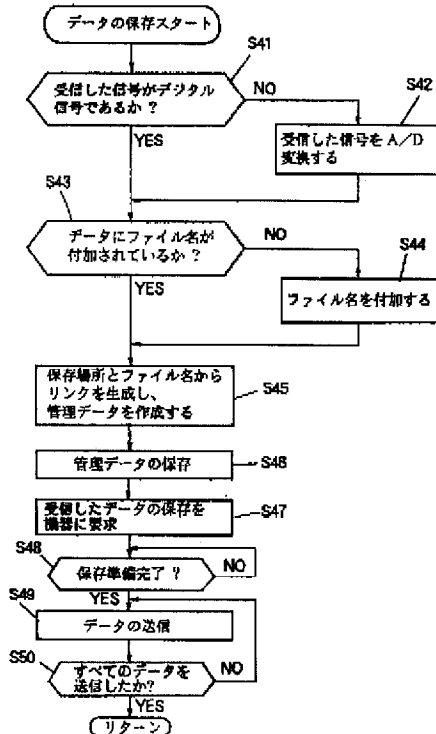 データの保存スタート
S41
受信した信号がデジタル
信号であるか？
NO
YES
S42
受信した信号をA／D
変換する
S43
データにファイル名が
付加されているか？
NO
YES
S44
ファイル名を付加する
保存場所とファイル名から
リンクを生成し、
管理データを作成する
S45
管理データの保存
S46
受信したデータの保存を
機器に要求
S47
S48
保存準備完了？
NO
YES
S49
データの送信
S50
すべてのデータを
送信したか？
NO
YES
リターン